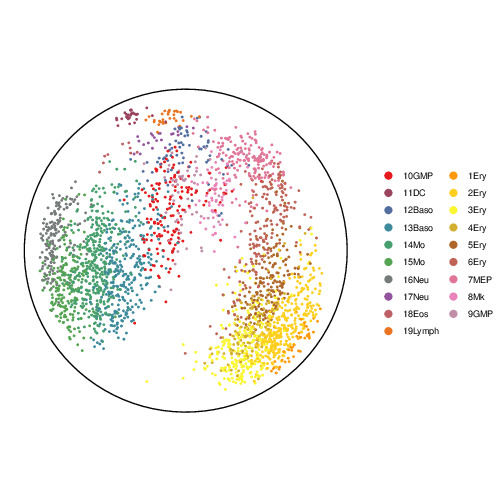 10GMP 1Ery
11DC 2Ery
12Baso 3Ery
13Baso 4Ery
14Mo 5Ery
15Mo 6Ery
16Neu 7MEP
17Neu 8Mk
18Eos 9GMP
19Lymph